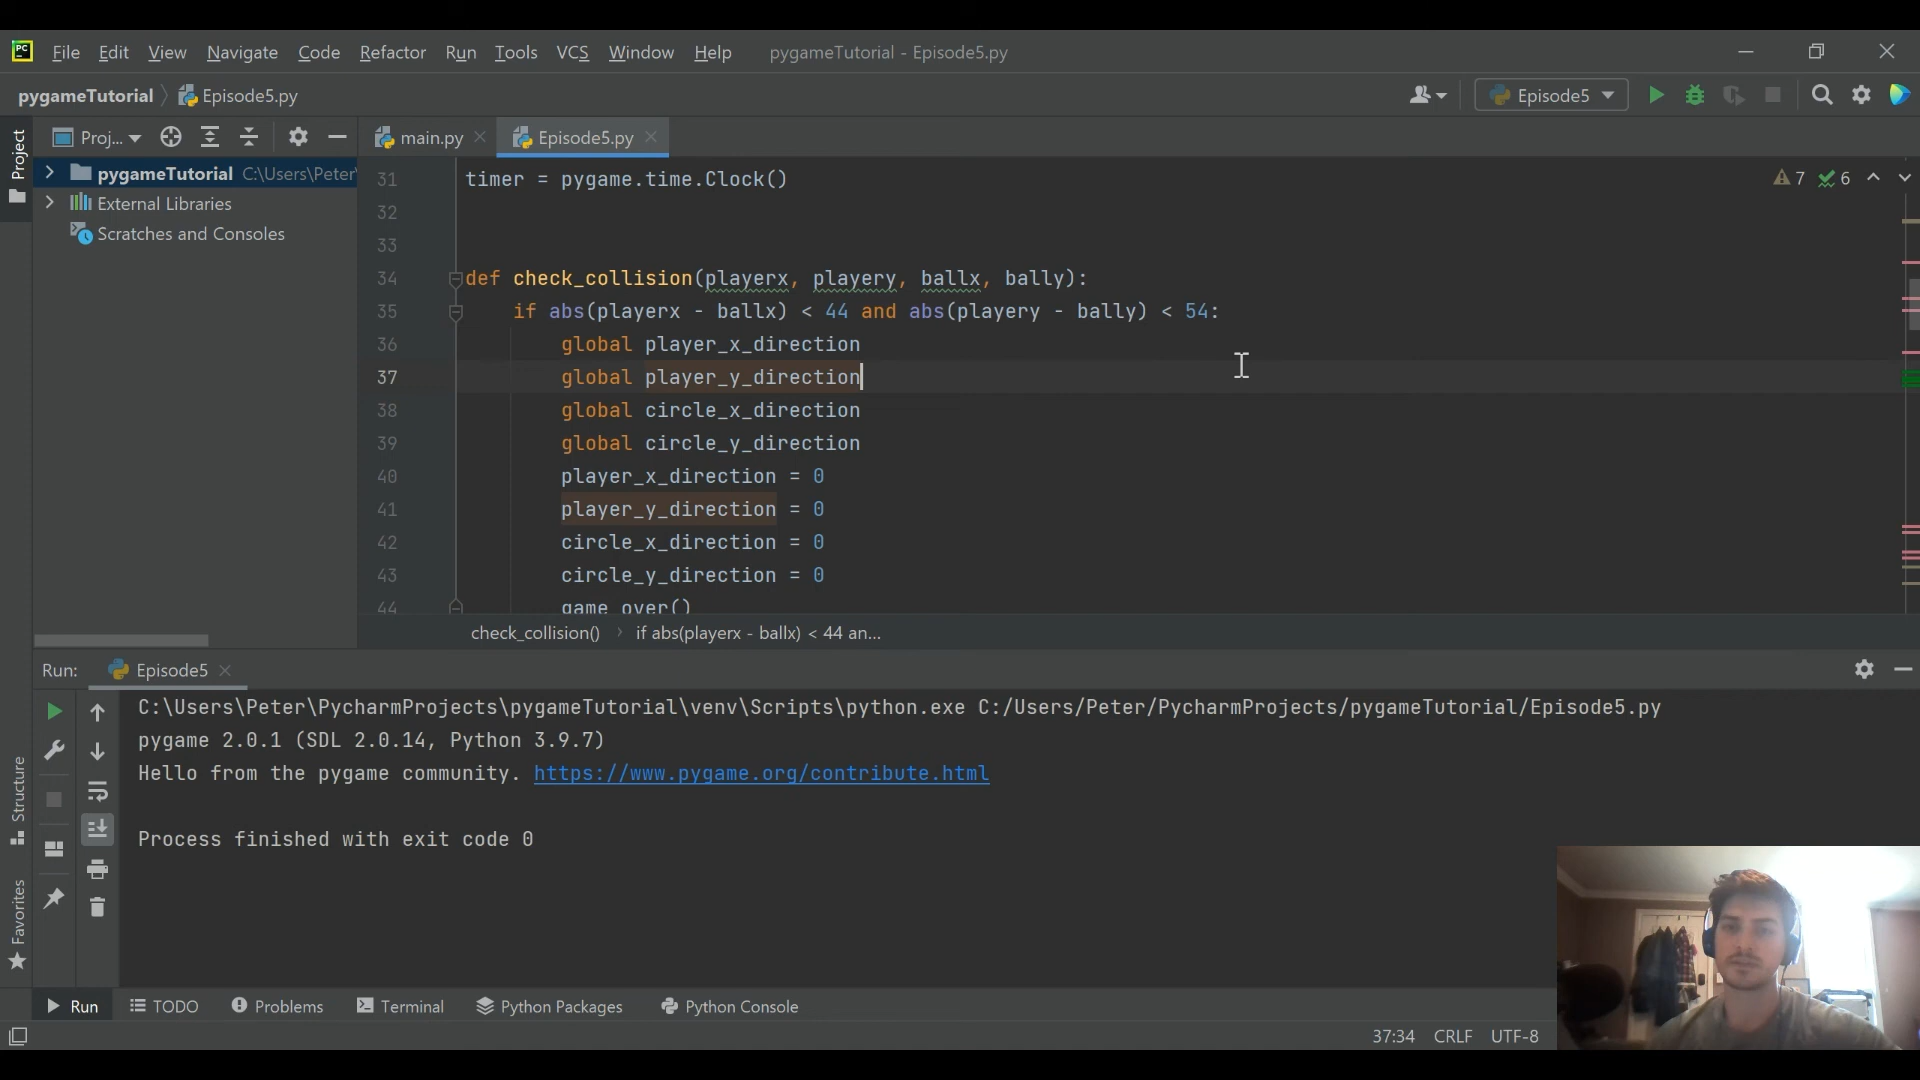 PC File Edit View Navigate Code Refactor Run Tools VCS Window Help pygameTutorial - Episode5.py
pygameTutorial Episode5.py Episode5
Project
Proj... main.py Episode5.py
pygameTutorial C:\Users\Peter\
External Libraries
Scratches and Consoles
7 6
31 timer = pygame.time.Clock()
32
33
34 def check_collision(playerx, playery, ballx, bally):
35 if abs(playerx - ballx) < 44 and abs(playery - bally) < 54:
36 global player_x_direction
37 global player_y_direction
38 global circle_x_direction
39 global circle_y_direction
40 player_x_direction = 0
41 player_y_direction = 0
42 circle_x_direction = 0
43 circle_y_direction = 0
44 game_over()
check_collision() if abs(playerx - ballx) < 44 an...
Run: Episode5
C:\Users\Peter\PycharmProjects\pygameTutorial\venv\Scripts\python.exe C:/Users/Peter/PycharmProjects/pygameTutorial/Episode5.py
pygame 2.0.1 (SDL 2.0.14, Python 3.9.7)
Hello from the pygame community. https://www.pygame.org/contribute.html
Process finished with exit code 0
Structure
Favorites
Run TODO Problems Terminal Python Packages Python Console
37:34 CRLF UTF-8